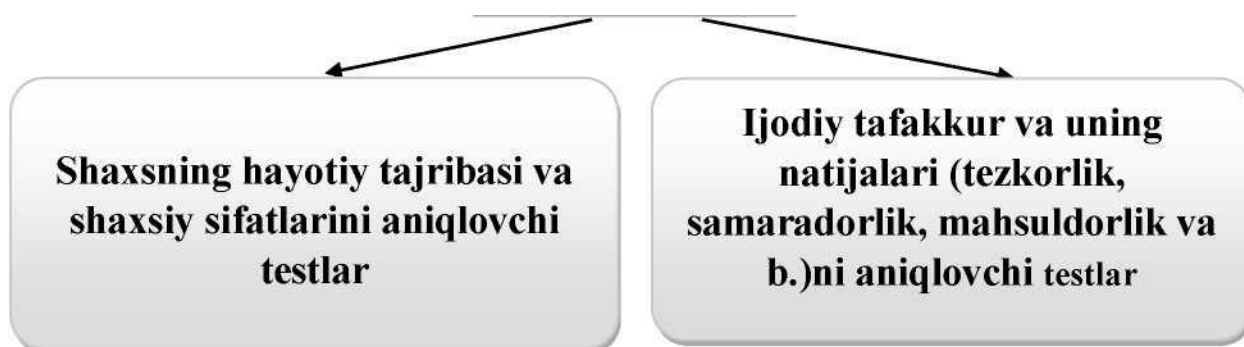 Shaxsning hayotiy tajribasi va
shaxsiy sifatlarini aniqlovchi
testlar
Ijodiy tafakkur va uning
natijalari (tezkorlik,
samaradorlik, mahsuldorlik va
b.)ni aniqlovchi testlar